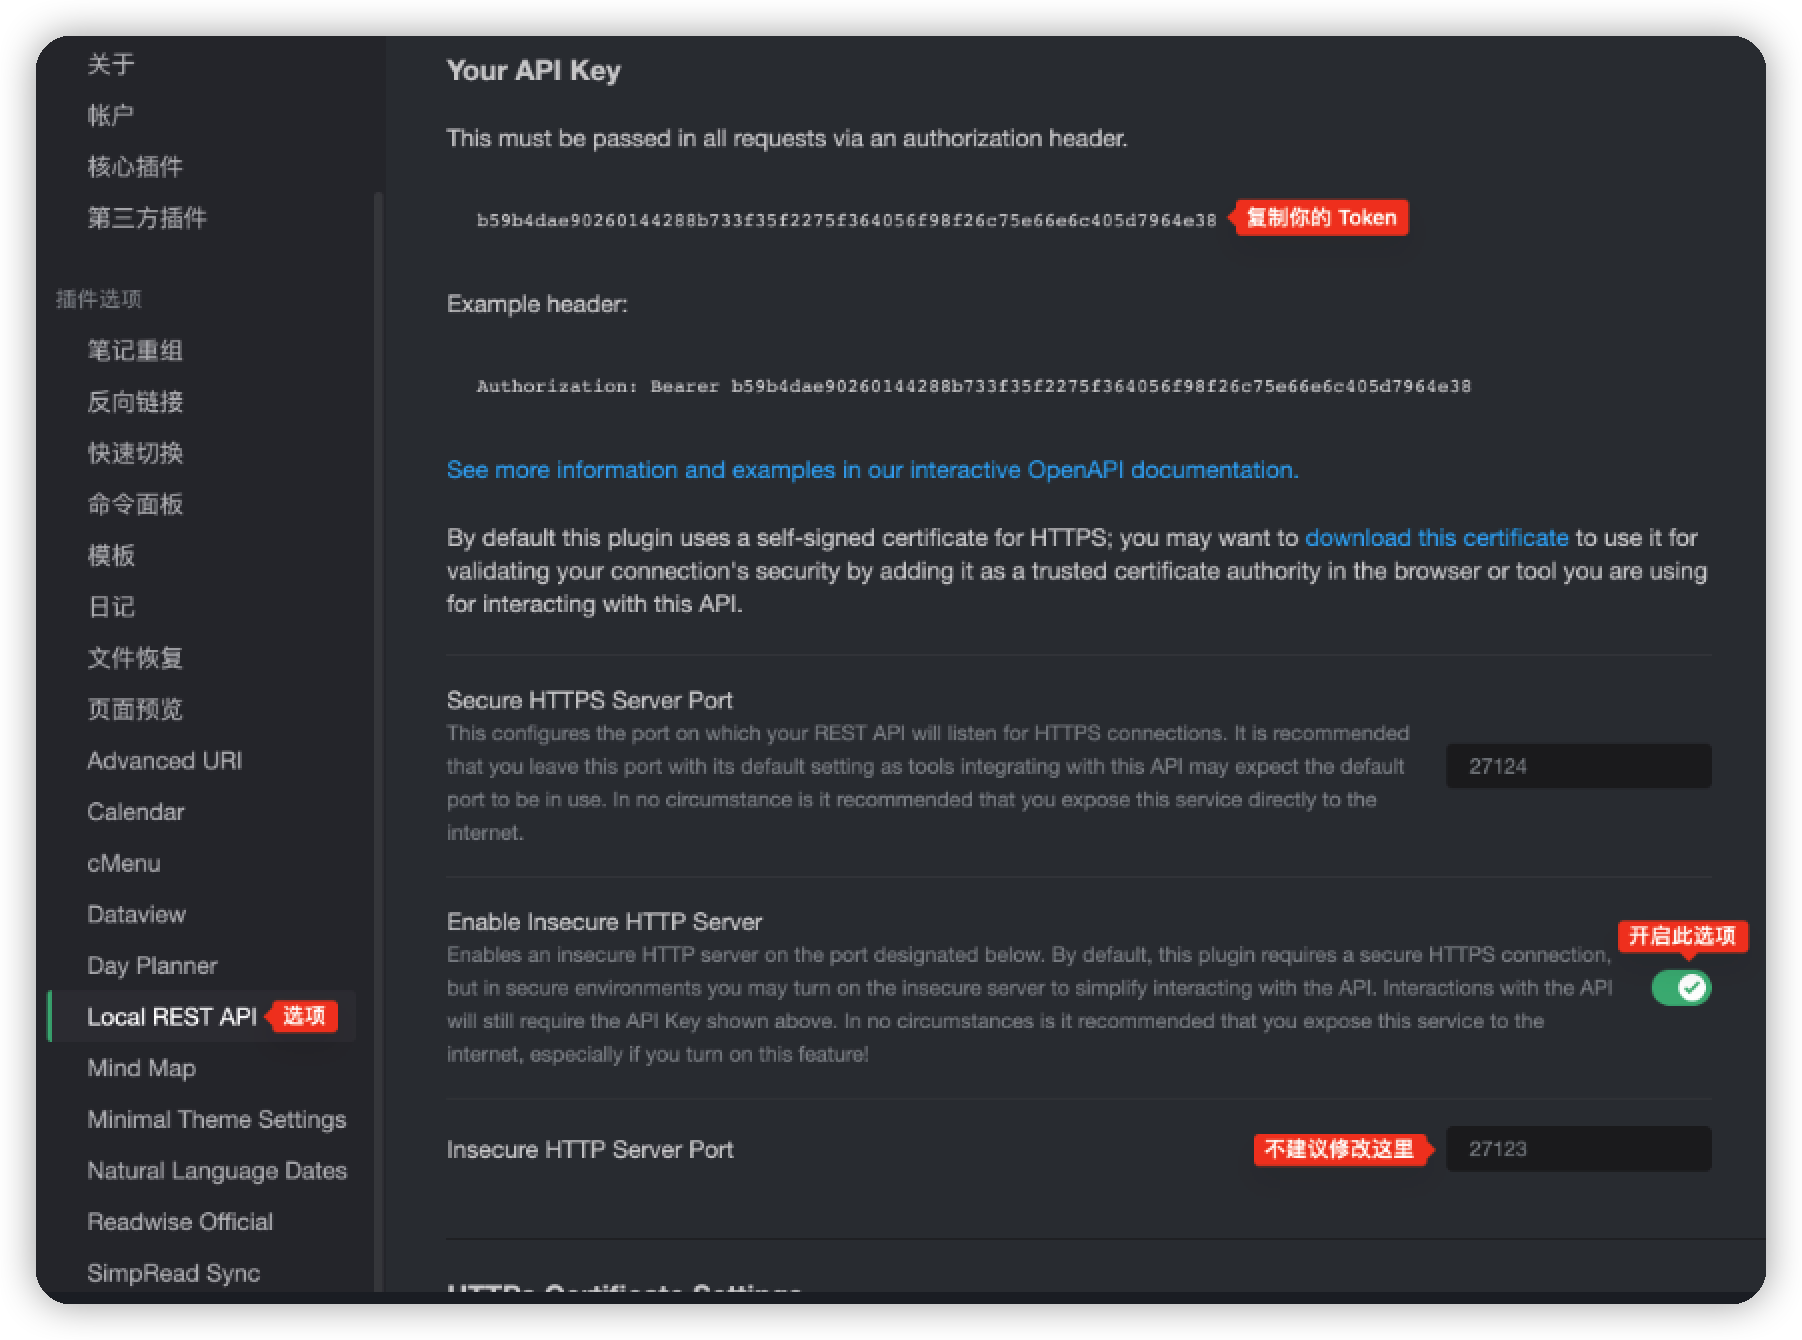 关于
帐户
核心插件
第三方插件
插件选项
笔记重组
反向链接
快速切换
命令面板
模板
日记
文件恢复
页面预览
Advanced URI
Calendar
cMenu
Dataview
Day Planner
Local REST API 选项
Mind Map
Minimal Theme Settings
Natural Language Dates
Readwise Official
SimpRead Sync
Your API Key
This must be passed in all requests via an authorization header.
b59b4dae90260144288b733f35f2275f364056f98f26c75e66e6c405d7964e38 复制你的 Token
Example header:
Authorization: Bearer b59b4dae90260144288b733f35f2275f364056f98f26c75e66e6c405d7964e38
See more information and examples in our interactive OpenAPI documentation.
By default this plugin uses a self-signed certificate for HTTPS; you may want to download this certificate to use it for
validating your connection's security by adding it as a trusted certificate authority in the browser or tool you are using
for interacting with this API.
Secure HTTPS Server Port
This configures the port on which your REST API will listen for HTTPS connections. It is recommended
that you leave this port with its default setting as tools integrating with this API may expect the default
port to be in use. In no circumstance is it recommended that you expose this service directly to the
internet.
27124
Enable Insecure HTTP Server
开启此选项
Enables an insecure HTTP server on the port designated below. By default, this plugin requires a secure HTTPS connection,
but in secure environments you may turn on the insecure server to simplify interacting with the API. Interactions with the API
will still require the API Key shown above. In no circumstances is it recommended that you expose this service to the
internet, especially if you turn on this feature!
Insecure HTTP Server Port
不建议修改这里
27123
HTTPs Certificate Settings